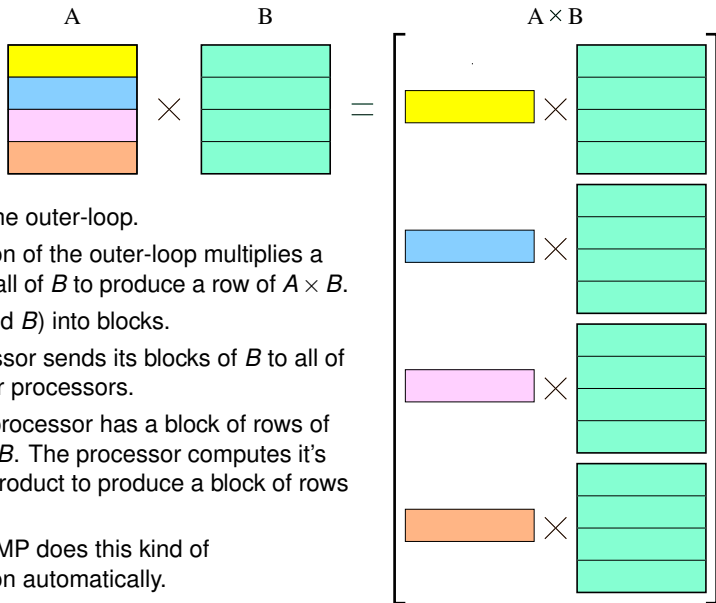 A B A × B
× = ×
×
×
×
he outer-loop.
on of the outer-loop multiplies a
all of B to produce a row of A × B.
d B) into blocks.
ssor sends its blocks of B to all of
r processors.
processor has a block of rows of
B. The processor computes it's
product to produce a block of rows
MP does this kind of
on automatically.